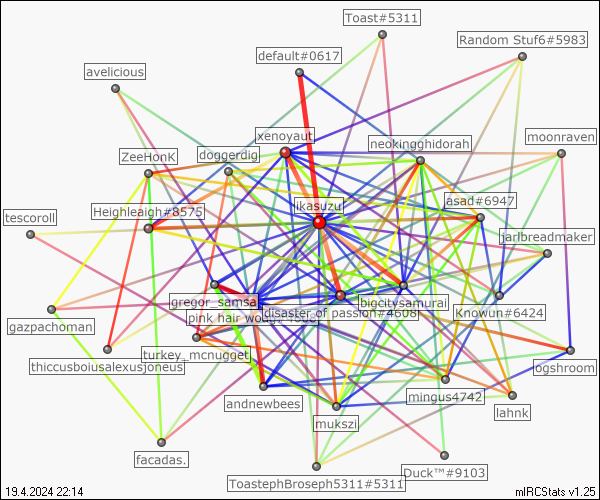 Toast#5311
Random Stuf6#5983
default#0617
avelicious
xenoyaut
neokingghidorah
moonraven
ZeeHonK
doggerdig
ikasuzu
asad#6947
Heighleaigh#8575
tescoroll
jarlbreadmaker
gregor_samsa
bigcitysamurai
pink hair
disaster of passion#4608
Knowun#6424
gazpachoman
turkey_mcnugget
thiccusboiusalexusjoneus
ogshroom
andnewbees
mingus4742
lahnk
mukszi
facadas.
Duck™#9103
ToastephBroseph5311#5311
19.4.2024 22:14
mIRCStats v1.25